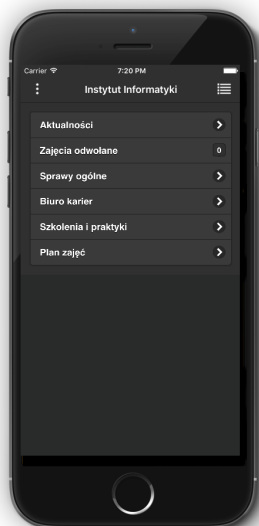 Carrier 7:20 PM
Instytut Informatyki
Aktualności
Zajęcia odwołane 0
Sprawy ogólne
Biuro karier
Szkolenia i praktyki
Plan zajęć